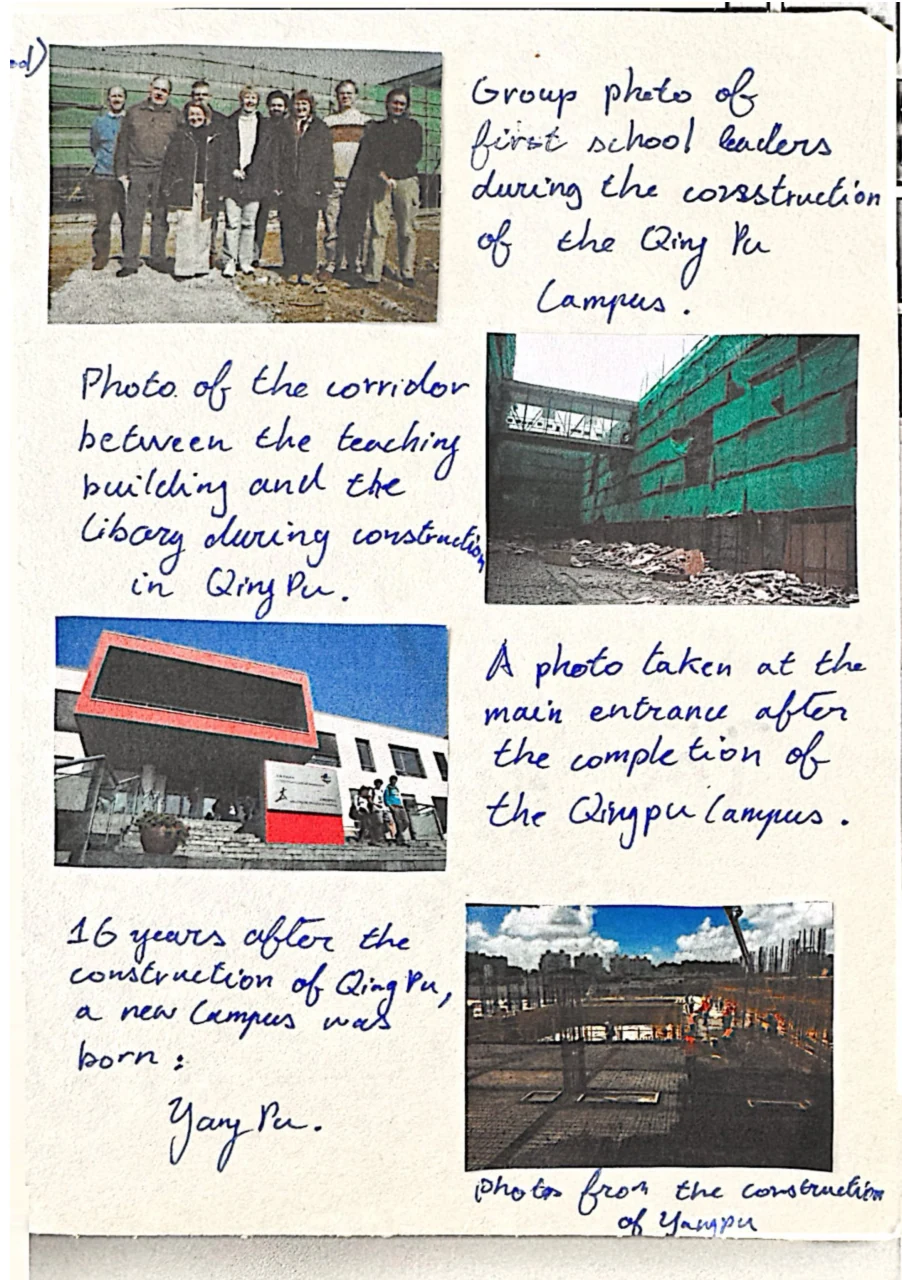 Group photo of
first school leaders
during the consstruction
of the Qing Pu
Campus.
Photo of the corridor
between the teaching
building and the
library during construction
in Qing Pu.
A photo taken at the
main entrance after
the completion of
the Qingpu Campus.
16 years after the
construction of Qing Pu,
a new Campus was
born:
Yang Pu.
photos from the construction
of Yangpu